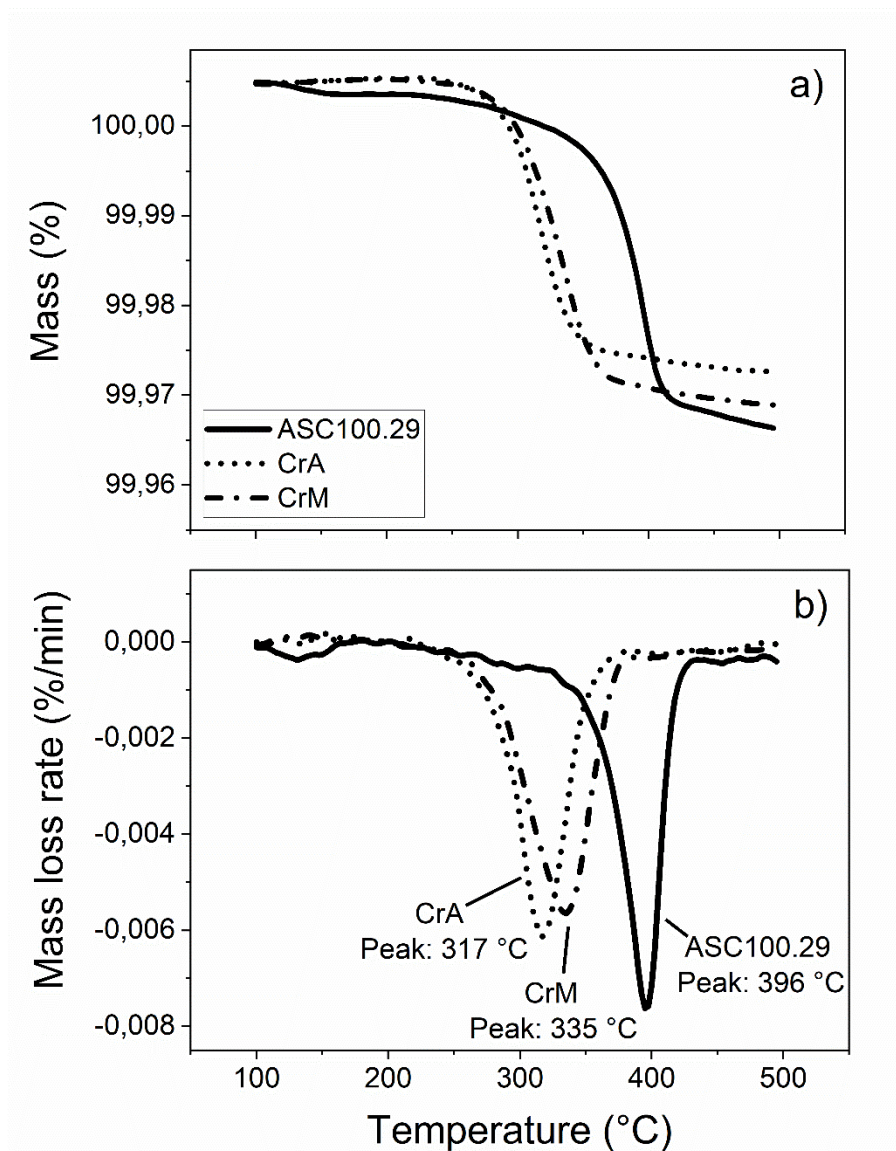 a)
100,00
99,99
99,98
99,97
99,96
Mass (%)
ASC100.29
CrA
CrM
b)
0,000
-0,002
-0,004
-0,006
-0,008
Mass loss rate (%/min)
CrA
Peak: 317 °C
CrM
Peak: 335 °C
ASC100.29
Peak: 396 °C
100 200 300 400 500
Temperature (°C)